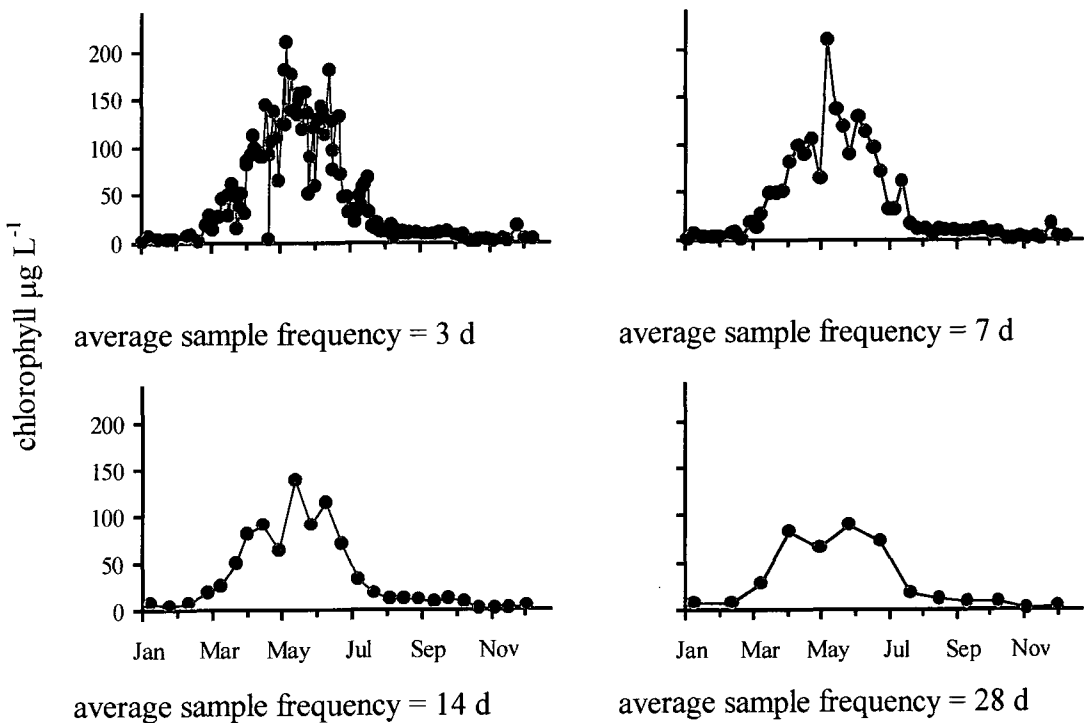 chlorophyll µg L-1
200
150
100
50
0
average sample frequency = 3 d
average sample frequency = 7 d
200
150
100
50
0
Jan Mar May Jul Sep Nov
Jan Mar May Jul Sep Nov
average sample frequency = 14 d
average sample frequency = 28 d